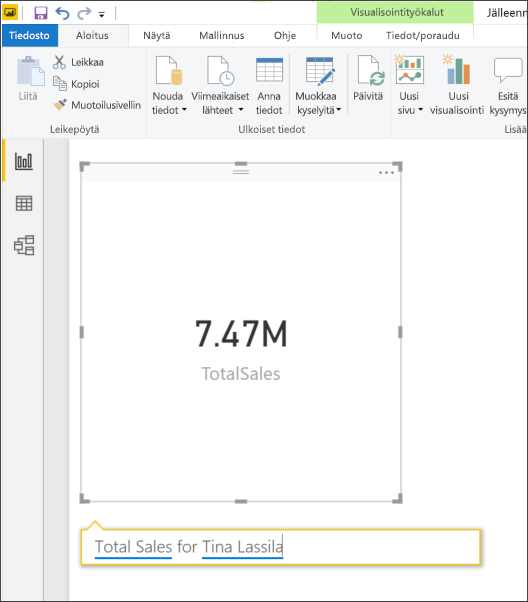 Visualisointityökalut
Jälleenn
Tiedosto Aloitus Näytä Mallinnus Ohje Muoto Tiedot/poraudu
Liitä
Leikkaa
Kopioi
Muotoilusivellin
Leikepöytä
Nouda tiedot
Viimeaikaiset lähteet
Anna tiedot
Muokkaa kyselyitä
Päivitä
Ulkoiset tiedot
Uusi sivu
Uusi visualisointi
Esitä kysymys
Lisää
7.47M
TotalSales
Total Sales for Tina Lassila